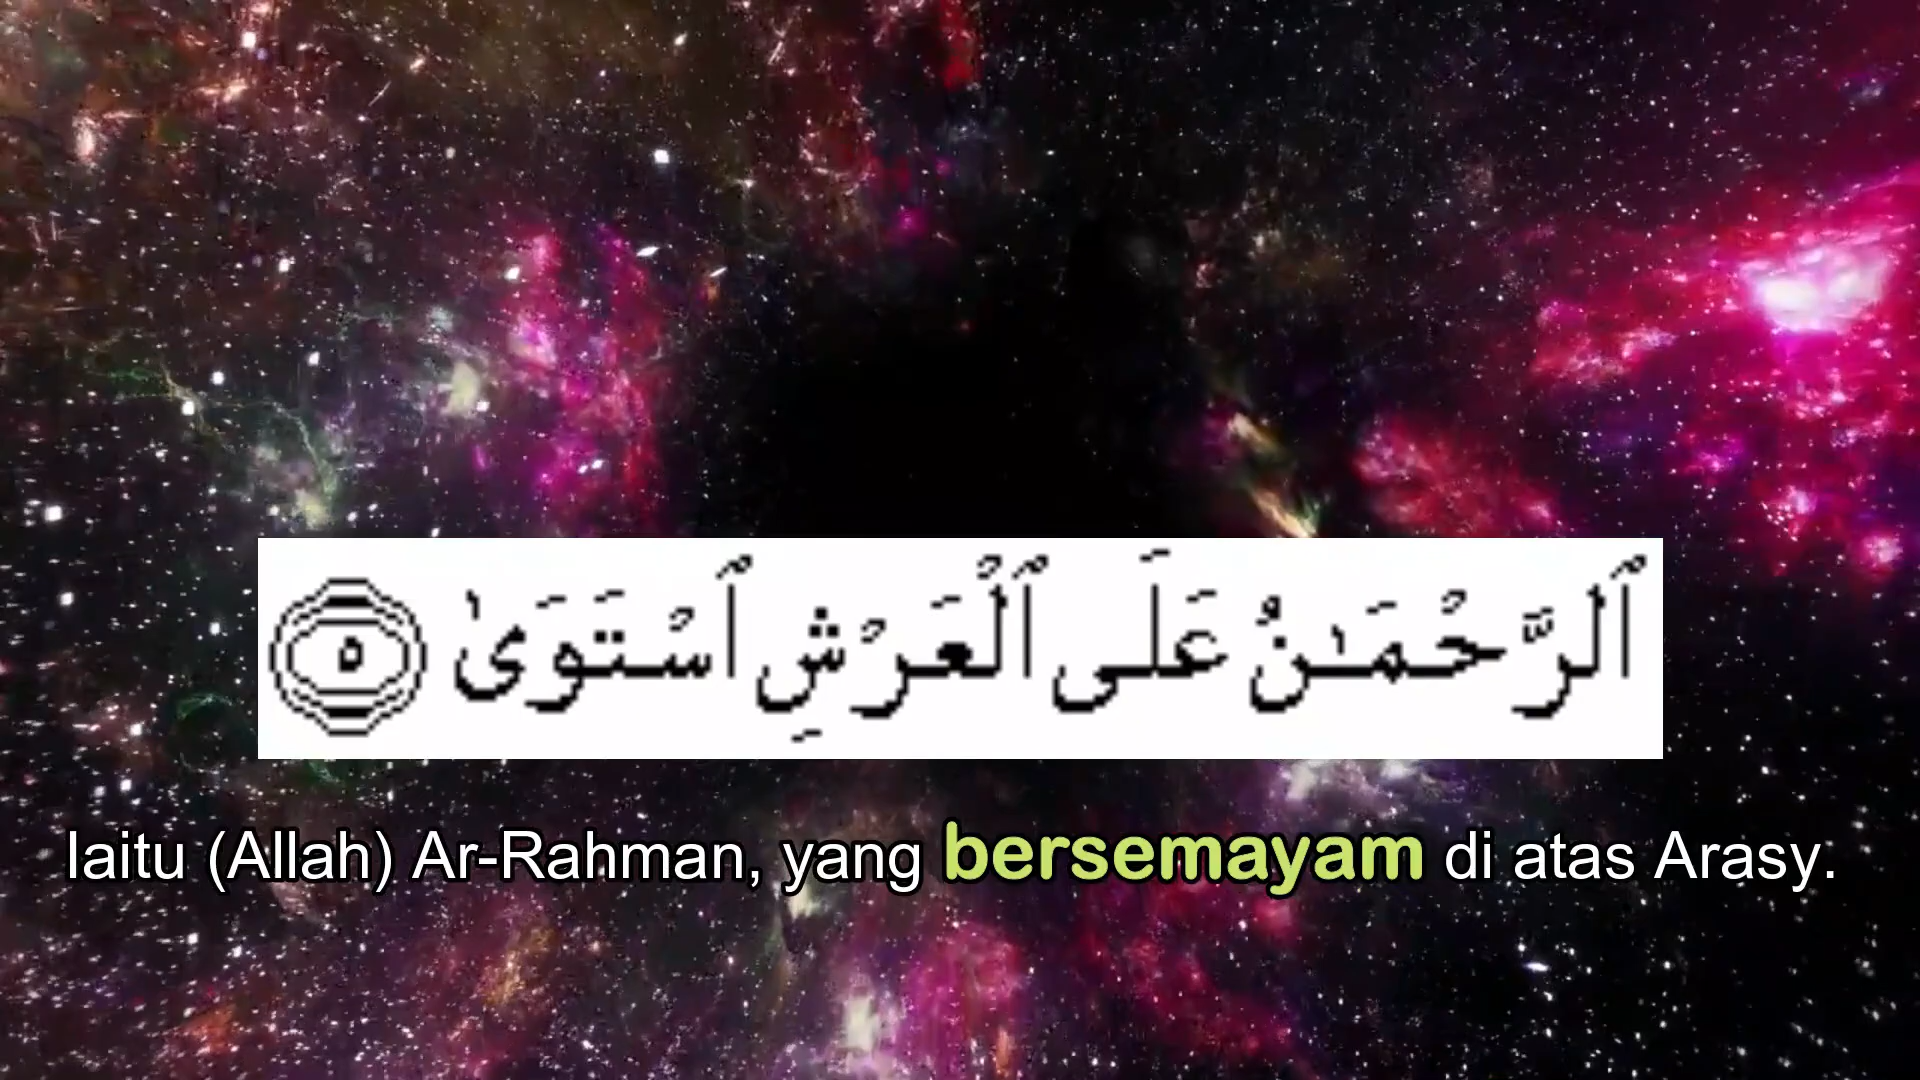 ٱلرَّحْمَـٰنُ عَلَى ٱلْعَرْشِ ٱسْتَوَىٰ ٥
Iaitu (Allah) Ar-Rahman, yang bersemayam di atas Arasy.